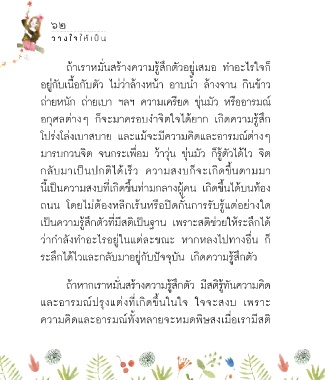 ๖๒
วางใจให้เป็น
ถ้าเราหมั่นสร้างความรู้สึกตัวอยู่เสมอ ทำอะไรใจก็
อยู่กับเนื้อกับตัว ไม่ว่าล้างหน้า อาบน้ำ ล้างจาน กินข้าว
ถ่ายหนัก ถ่ายเบา ฯลฯ ความเครียด ขุ่นมัว หรืออารมณ์
อกุศลต่างๆ ก็จะมาครอบงำจิตใจได้ยาก เกิดความรู้สึก
โปร่งโล่งเบาสบาย และแม้จะมีความคิดและอารมณ์ต่างๆ
มารบกวนจิต จนกระเพื่อม ว้าวุ่น ขุ่นมัว ก็รู้ตัวได้ไว จิต
กลับมาเป็นปกติได้เร็ว ความสงบก็จะเกิดขึ้นตามมา
นี้เป็นความสงบที่เกิดขึ้นท่ามกลางผู้คน เกิดขึ้นได้บนท้อง
ถนน โดยไม่ต้องหลีกเร้นหรือปิดกั้นการรับรู้แต่อย่างใด
เป็นความรู้สึกตัวที่มีสติเป็นฐาน เพราะสติช่วยให้ระลึกได้
ว่ากำลังทำอะไรอยู่ในแต่ละขณะ หากหลงไปทางอื่น ก็
ระลึกได้ไวและกลับมาอยู่กับปัจจุบัน เกิดความรู้สึกตัว
ถ้าหากเราหมั่นสร้างความรู้สึกตัว มีสติรู้ทันความคิด
และอารมณ์ปรุงแต่งที่เกิดขึ้นในใจ ใจจะสงบ เพราะ
ความคิดและอารมณ์ทั้งหลายจะหมดพิษสงเมื่อเรามีสติ